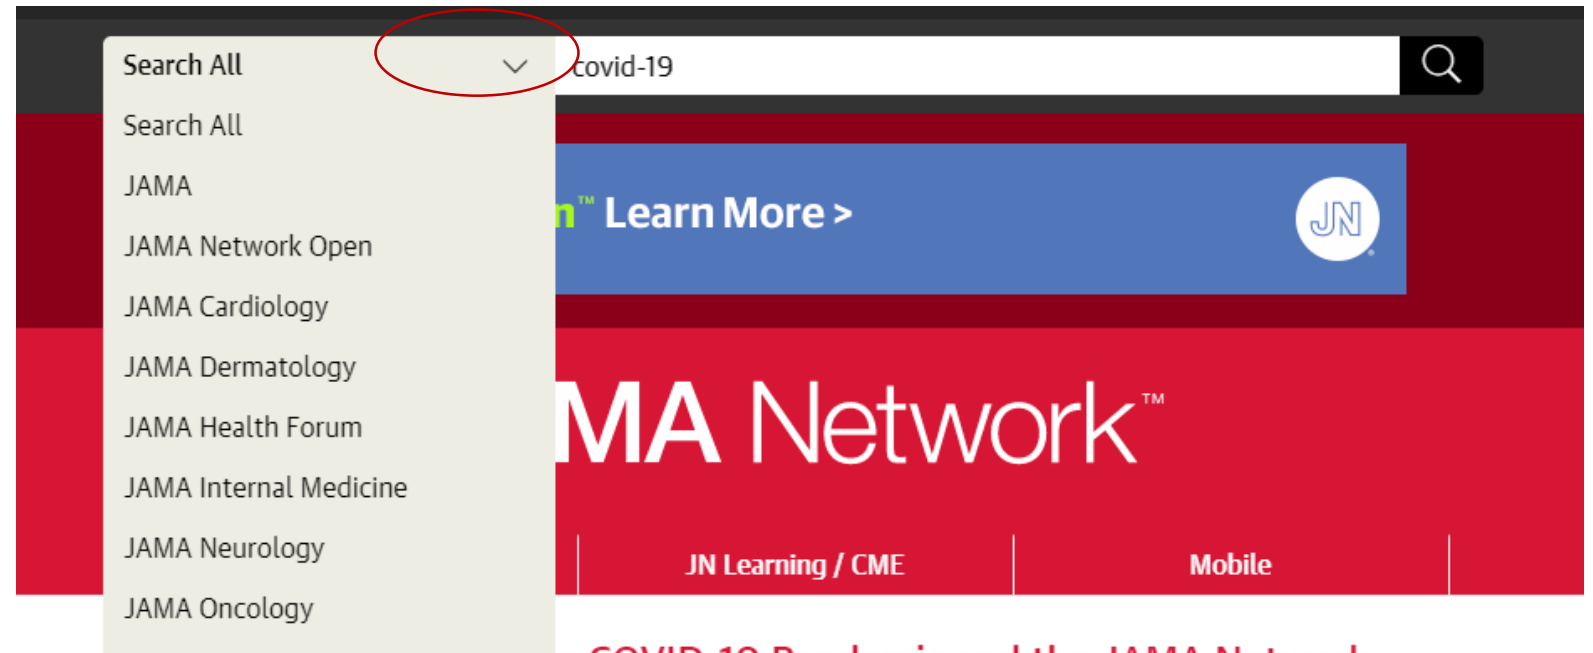 Search All
covid-19
Search All
JAMA
JAMA Network Open
JAMA Cardiology
JAMA Dermatology
JAMA Health Forum
JAMA Internal Medicine
JAMA Neurology
JAMA Oncology
n™ Learn More >
JN
MA Network™
JN Learning / CME
Mobile